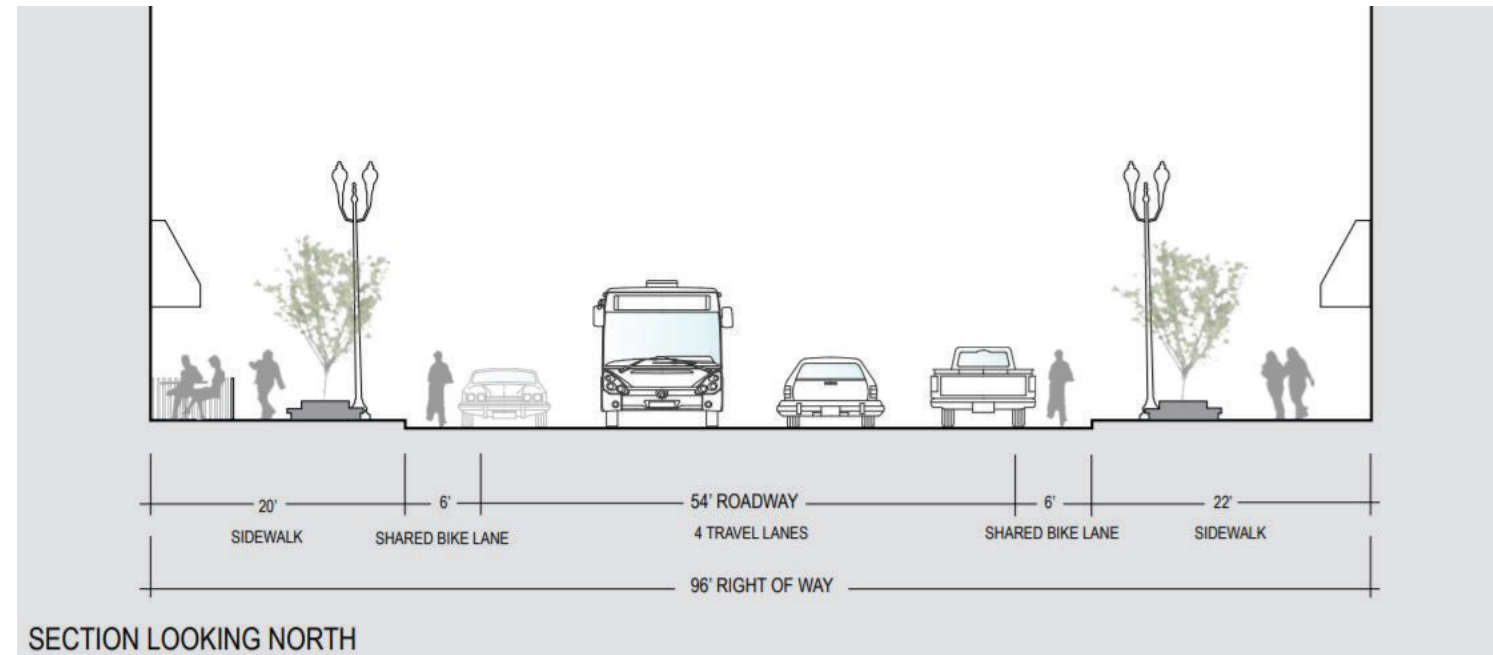 20'
6'
54' ROADWAY
6'
22'
SIDEWALK
SHARED BIKE LANE
4 TRAVEL LANES
SHARED BIKE LANE
SIDEWALK
96' RIGHT OF WAY
SECTION LOOKING NORTH